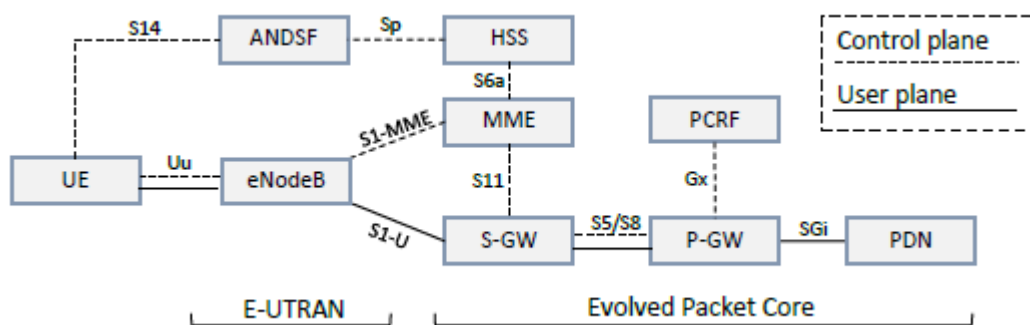 S14
ANDSF
Sp
HSS
Control plane
User plane
S6a
S1-MME
MME
PCRF
UE
Uu
eNodeB
S11
Gx
S1-U
S-GW
S5/S8
P-GW
SGi
PDN
E-UTRAN
Evolved Packet Core